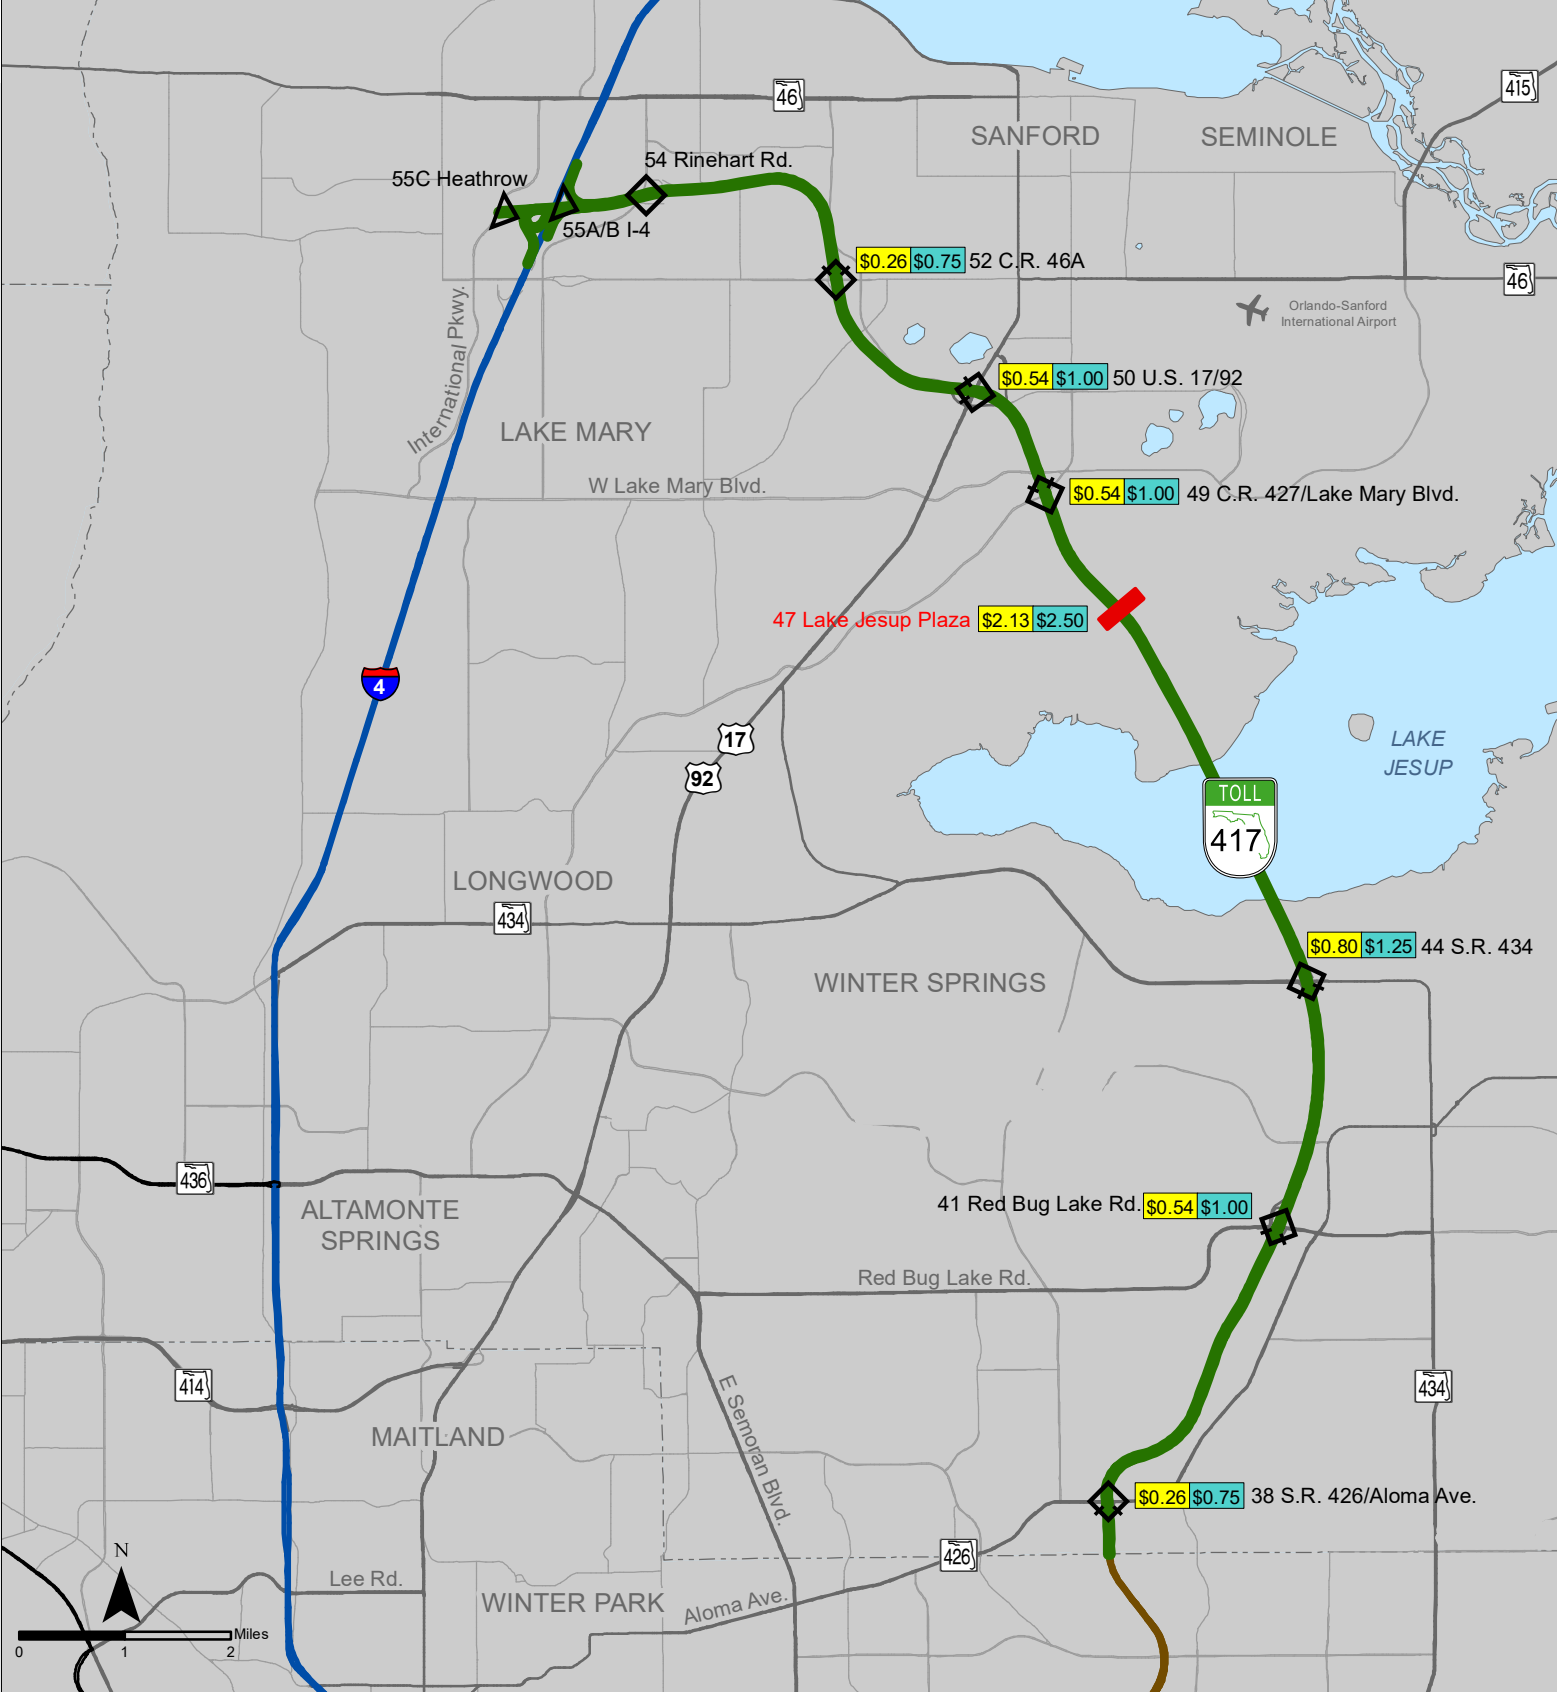 46
415
SANFORD
SEMINOLE
54 Rinehart Rd.
55C Heathrow
55A/B I-4
$0.26 $0.75 52 C.R. 46A
46
Orlando-Sanford
International Airport
International Pkwy.
$0.54 $1.00 50 U.S. 17/92
LAKE MARY
W Lake Mary Blvd.
$0.54 $1.00 49 C.R. 427/Lake Mary Blvd.
47 Lake Jesup Plaza $2.13 $2.50
4
17
92
LAKE
JESUP
TOLL
417
LONGWOOD
434
$0.80 $1.25 44 S.R. 434
WINTER SPRINGS
436
ALTAMONTE
SPRINGS
41 Red Bug Lake Rd. $0.54 $1.00
Red Bug Lake Rd.
414
434
E Semoran Blvd.
MAITLAND
$0.26 $0.75 38 S.R. 426/Aloma Ave.
N
426
Lee Rd.
WINTER PARK
Aloma Ave.
Miles
0 1 2